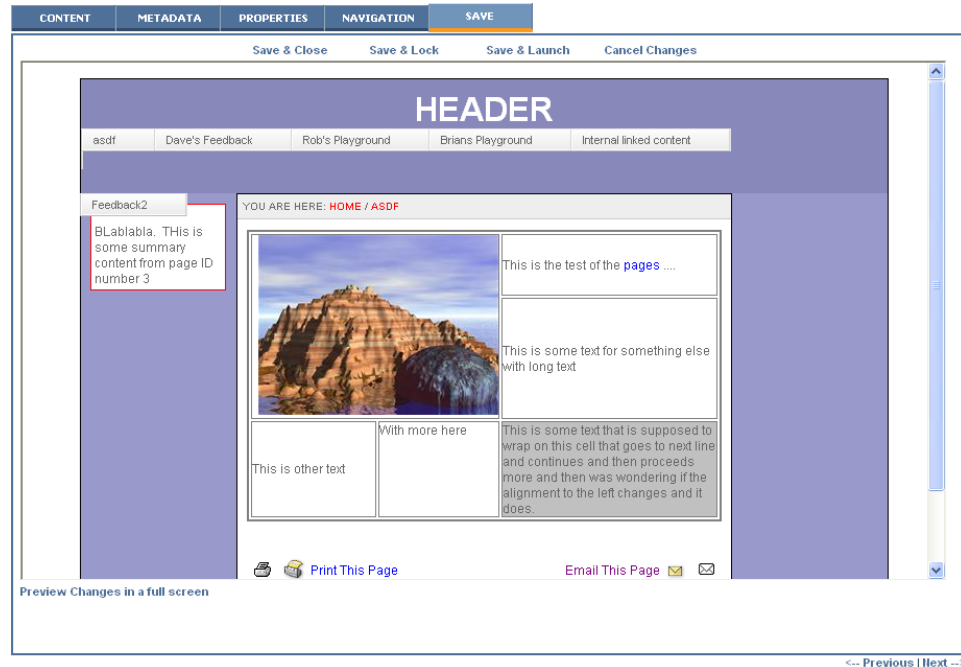 CONTENT METADATA PROPERTIES NAVIGATION SAVE
Save & Close Save & Lock Save & Launch Cancel Changes
HEADER
asdf Dave's Feedback Rob's Playground Brians Playground Internal linked content
Feedback2
BLablabla. THis is
some summary
content from page ID
number 3
YOU ARE HERE: HOME / ASDF
This is the test of the pages ....
This is some text for something else
with long text
This is other text
With more here
This is some text that is supposed to
wrap on this cell that goes to next line
and continues and then proceeds
more and then was wondering if the
alignment to the left changes and it
does.
Print This Page Email This Page
Preview Changes in a full screen
<-- Previous | Next --